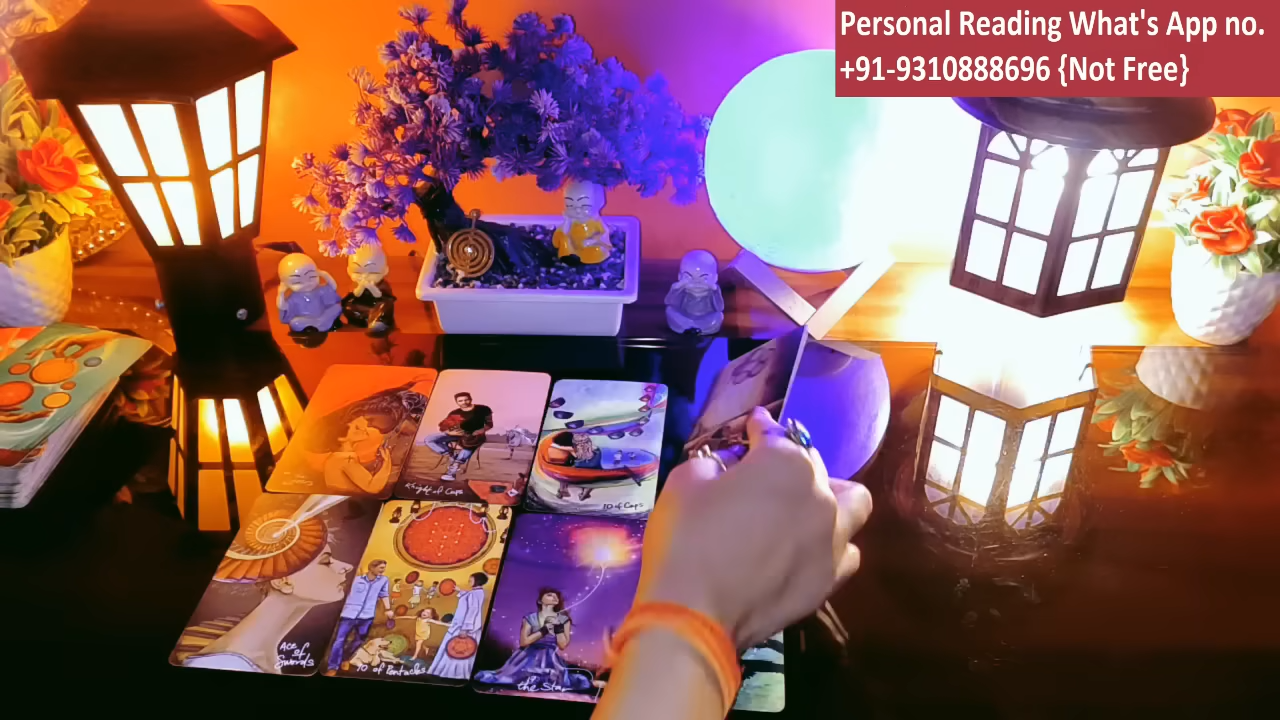 Personal Reading What's App no.
+91-9310888696 {Not Free}
Knight of Cups
10 of Cups
Ace
of
Swords
10 of Pentacles
the Star